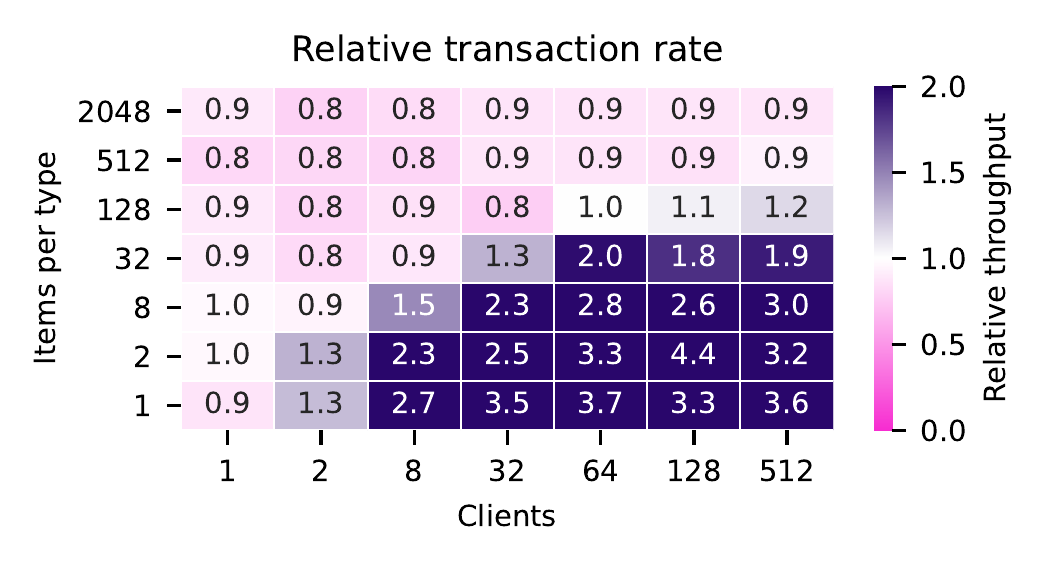 Relative transaction rate
2048 0.9 0.8 0.8 0.9 0.9 0.9 0.9
512 0.8 0.8 0.8 0.9 0.9 0.9 0.9
128 0.9 0.8 0.9 0.8 1.0 1.1 1.2
32 0.9 0.8 0.9 1.3 2.0 1.8 1.9
8 1.0 0.9 1.5 2.3 2.8 2.6 3.0
2 1.0 1.3 2.3 2.5 3.3 4.4 3.2
1 0.9 1.3 2.7 3.5 3.7 3.3 3.6
1 2 8 32 64 128 512
Clients
Items per type
2.0
1.5
1.0
0.5
0.0
Relative throughput